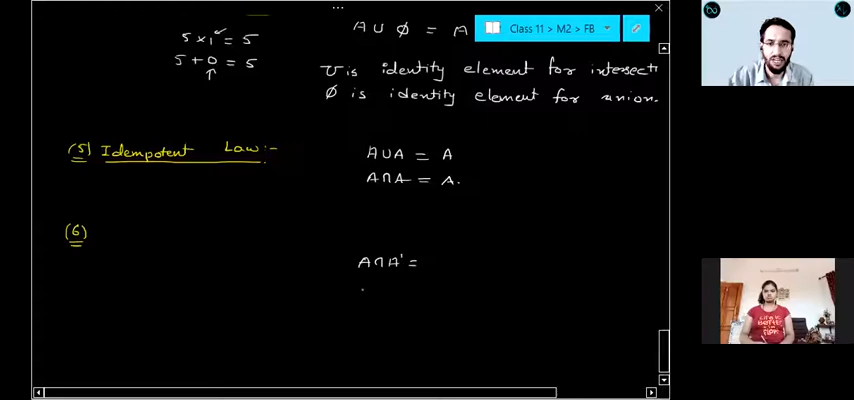 A ∪ ∅ = A
Class 11 > M2 > FB
5 × 1 = 5
5 + 0 = 5
U is identity element for intersecti
∅ is identity element for union.
(5) Idempotent Law :-
A∪A = A
A∩A = A.
(6)
A∩A' =